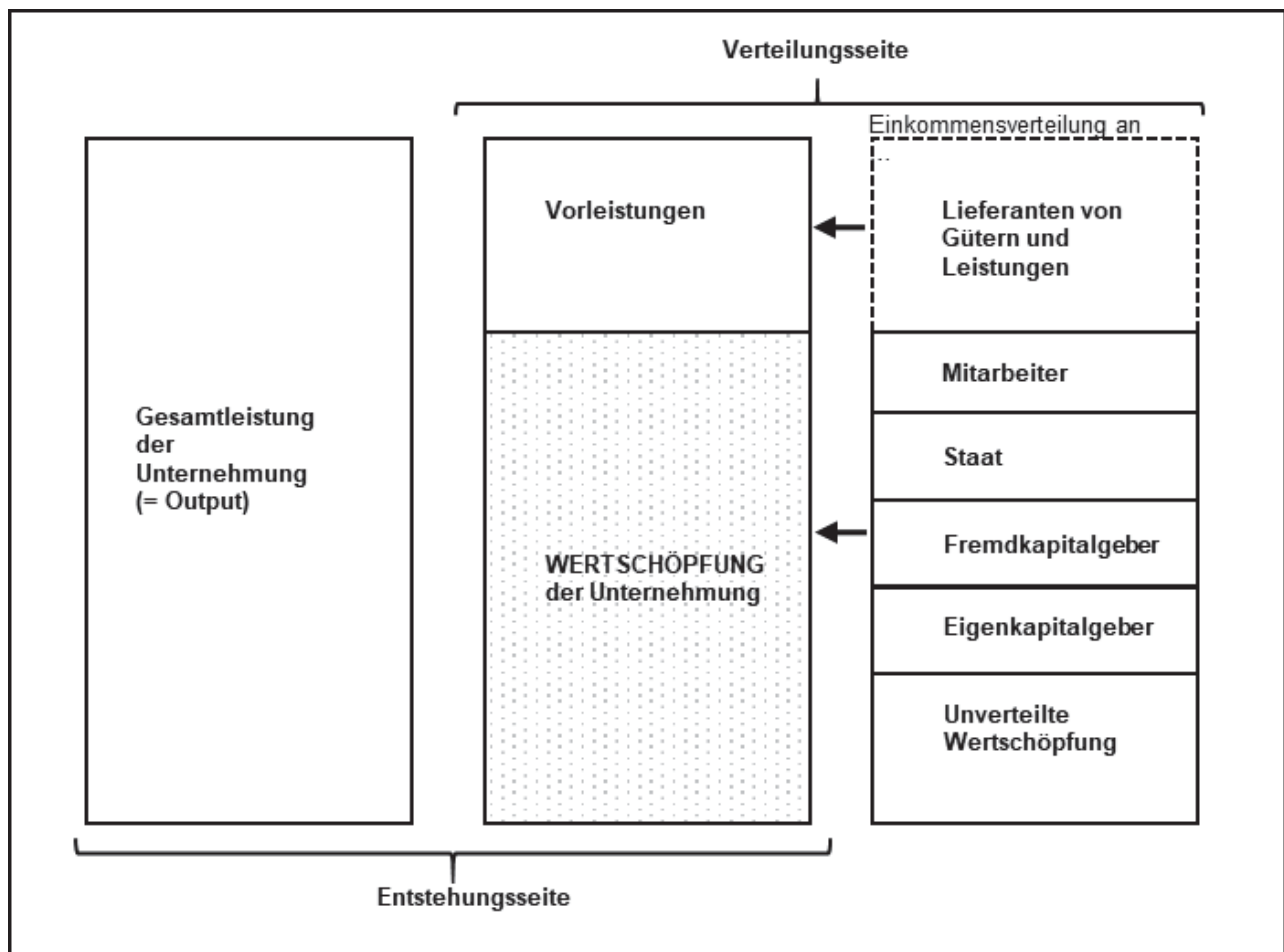 Verteilungsseite
Einkommensverteilung an
..
Vorleistungen
Lieferanten von
Gütern und
Leistungen
Mitarbeiter
Gesamtleistung
der
Unternehmung
(= Output)
Staat
WERTSCHÖPFUNG
der Unternehmung
Fremdkapitalgeber
Eigenkapitalgeber
Unverteilte
Wertschöpfung
Entstehungsseite